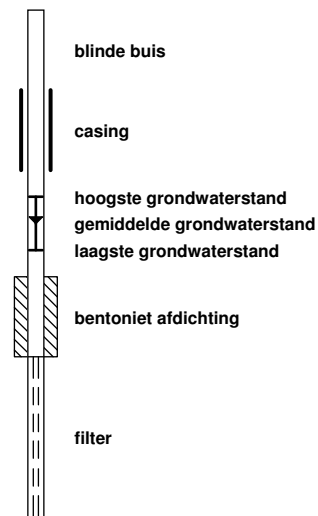 blinde buis
casing
hoogste grondwaterstand
gemiddelde grondwaterstand
laagste grondwaterstand
bentoniet afdichting
filter